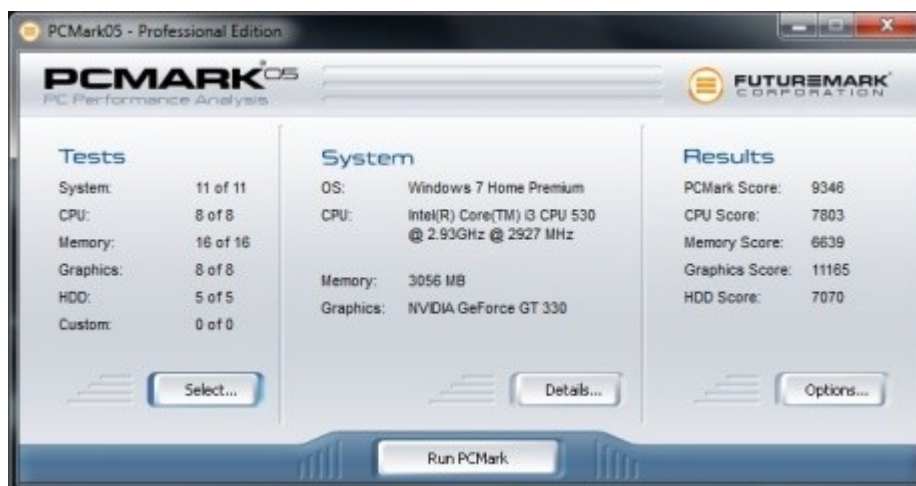 PCMark05 - Professional Edition
PCMARK 05
PC Performance Analysis
FUTUREMARK
CORPORATION
Tests
System: 11 of 11
CPU: 8 of 8
Memory: 16 of 16
Graphics: 8 of 8
HDD: 5 of 5
Custom: 0 of 0
Select...
System
OS: Windows 7 Home Premium
CPU: Intel(R) Core(TM) i3 CPU 530
@ 2.93GHz @ 2927 MHz
Memory: 3056 MB
Graphics: NVIDIA GeForce GT 330
Details...
Results
PCMark Score: 9346
CPU Score: 7803
Memory Score: 6639
Graphics Score: 11165
HDD Score: 7070
Options...
Run PCMark